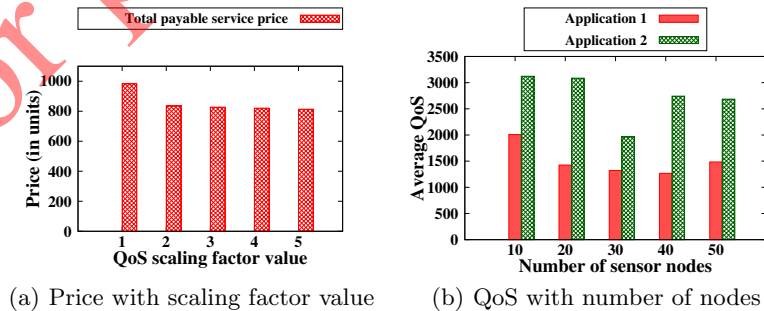 Total payable service price
1000
800
600
400
200
0
Price (in units)
1 2 3 4 5
QoS scaling factor value
(a) Price with scaling factor value
Application 1
Application 2
3500
3000
2500
2000
1500
1000
500
0
Average QoS
10 20 30 40 50
Number of sensor nodes
(b) QoS with number of nodes